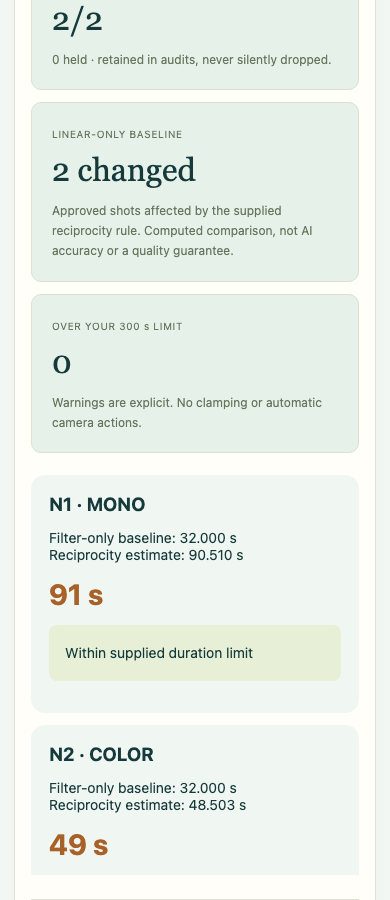 2/2
0 held · retained in audits, never silently dropped.
LINEAR-ONLY BASELINE
2 changed
Approved shots affected by the supplied
reciprocity rule. Computed comparison, not AI
accuracy or a quality guarantee.
OVER YOUR 300 s LIMIT
0
Warnings are explicit. No clamping or automatic
camera actions.
N1 · MONO
Filter-only baseline: 32.000 s
Reciprocity estimate: 90.510 s
91 s
Within supplied duration limit
N2 · COLOR
Filter-only baseline: 32.000 s
Reciprocity estimate: 48.503 s
49 s